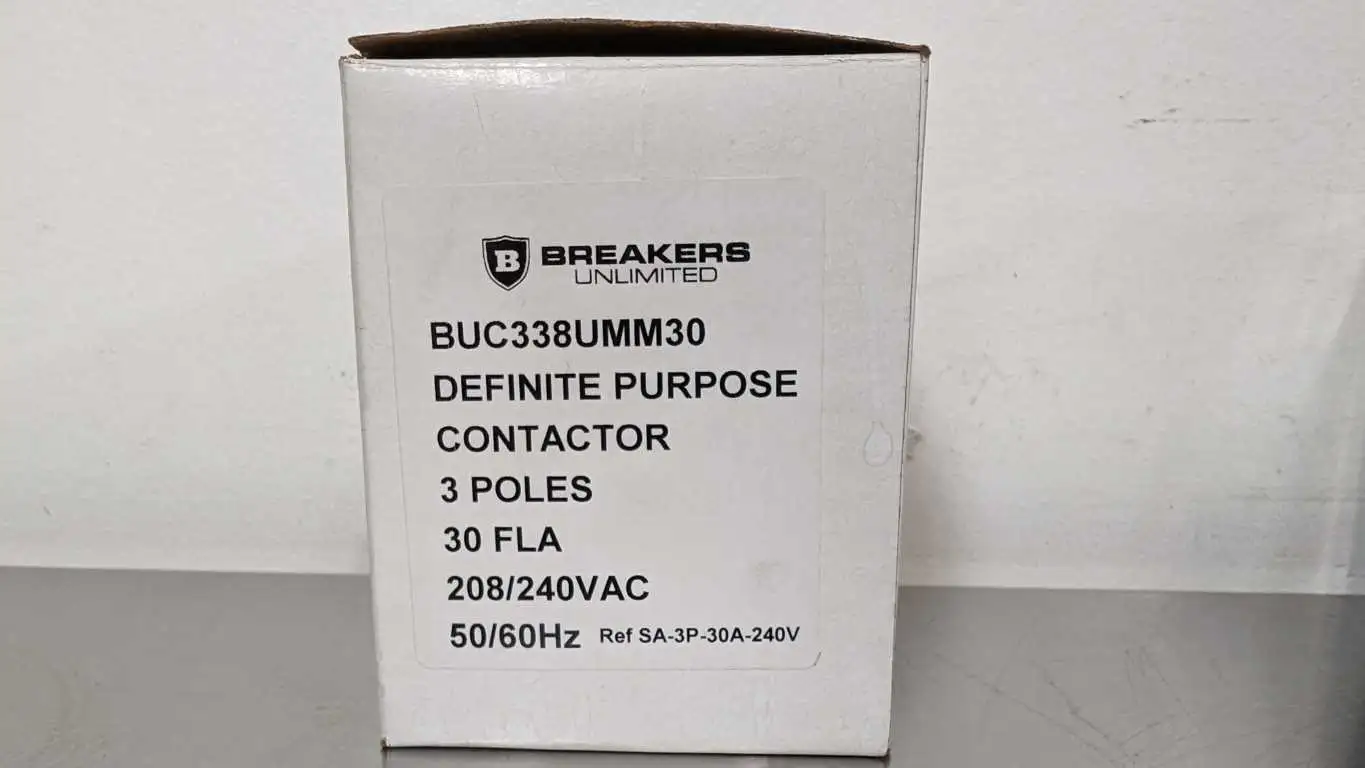 B BREAKERS
UNLIMITED
BUC338UMM30
DEFINITE PURPOSE
CONTACTOR
3 POLES
30 FLA
208/240VAC
50/60Hz Ref SA-3P-30A-240V